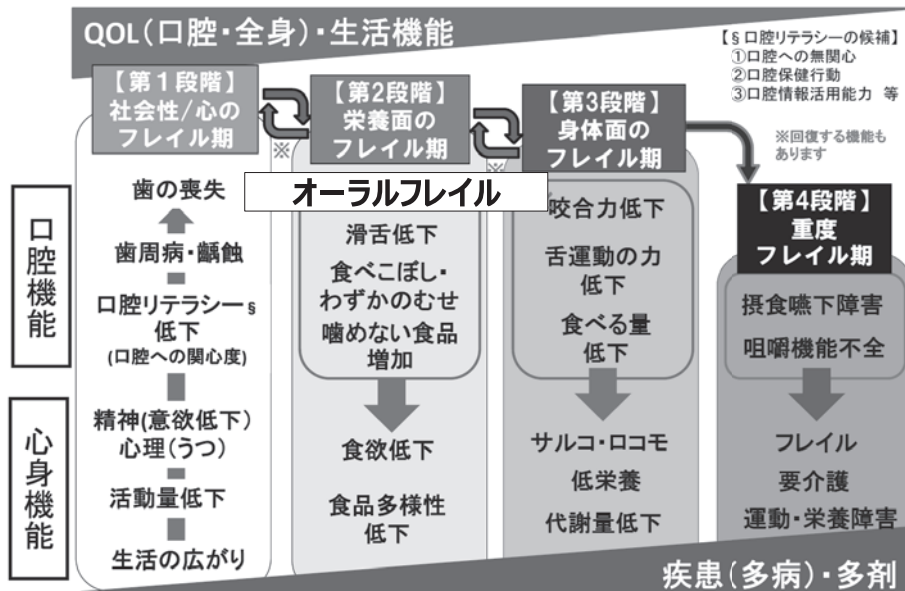 QOL(口腔・全身)・生活機能
【§口腔リテラシーの候補】
①口腔への無関心
②口腔保健行動
③口腔情報活用能力 等
【第1段階】
社会性/心の
フレイル期
※
【第2段階】
栄養面の
フレイル期
※
【第3段階】
身体面の
フレイル期
※回復する機能も
あります
【第4段階】
重度
フレイル期
オーラルフレイル
口腔機能
歯の喪失
歯周病・齲蝕
口腔リテラシー§
低下
(口腔への関心度)
滑舌低下
食べこぼし・
わずかのむせ
噛めない食品
増加
咬合力低下
舌運動の力
低下
食べる量
低下
摂食嚥下障害
咀嚼機能不全
心身機能
精神(意欲低下)
心理(うつ)
活動量低下
生活の広がり
食欲低下
食品多様性
低下
サルコ・ロコモ
低栄養
代謝量低下
フレイル
要介護
運動・栄養障害
疾患(多病)・多剤